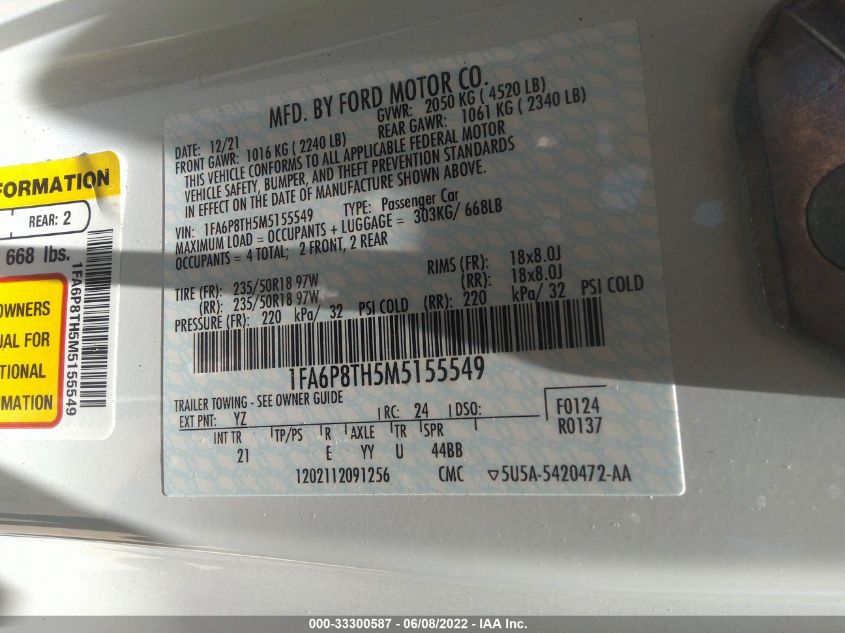 MFD. BY FORD MOTOR CO.
DATE: 12/21
GVWR: 2050 KG ( 4520 LB)
FRONT GAWR: 1016 KG ( 2240 LB)
REAR GAWR: 1061 KG ( 2340 LB)
THIS VEHICLE CONFORMS TO ALL APPLICABLE FEDERAL MOTOR
VEHICLE SAFETY, BUMPER, AND THEFT PREVENTION STANDARDS
IN EFFECT ON THE DATE OF MANUFACTURE SHOWN ABOVE.
VIN: 1FA6P8TH5M5155549 TYPE: Passenger Car
MAXIMUM LOAD = OCCUPANTS + LUGGAGE = 303KG/ 668LB
OCCUPANTS = 4 TOTAL; 2 FRONT, 2 REAR
TIRE (FR): 235/50R18 97W RIMS (FR): 18x8.0J
(RR): 235/50R18 97W (RR): 18x8.0J
PRESSURE (FR): 220 kPa/ 32 PSI COLD (RR): 220 kPa/ 32 PSI COLD
1FA6P8TH5M5155549
TRAILER TOWING - SEE OWNER GUIDE
EXT PNT: YZ RC: 24 DSO: F0124
R0137
INT TR TP/PS R AXLE TR SPR
21 E YY U 44BB
1202112091256 CMC 5U5A-5420472-AA
FORMATION
REAR: 2
668 lbs.
1FA6P8TH5M5155549
OWNERS
UAL FOR
TIONAL
RMATION
000-33300587 - 06/08/2022 - IAA Inc.